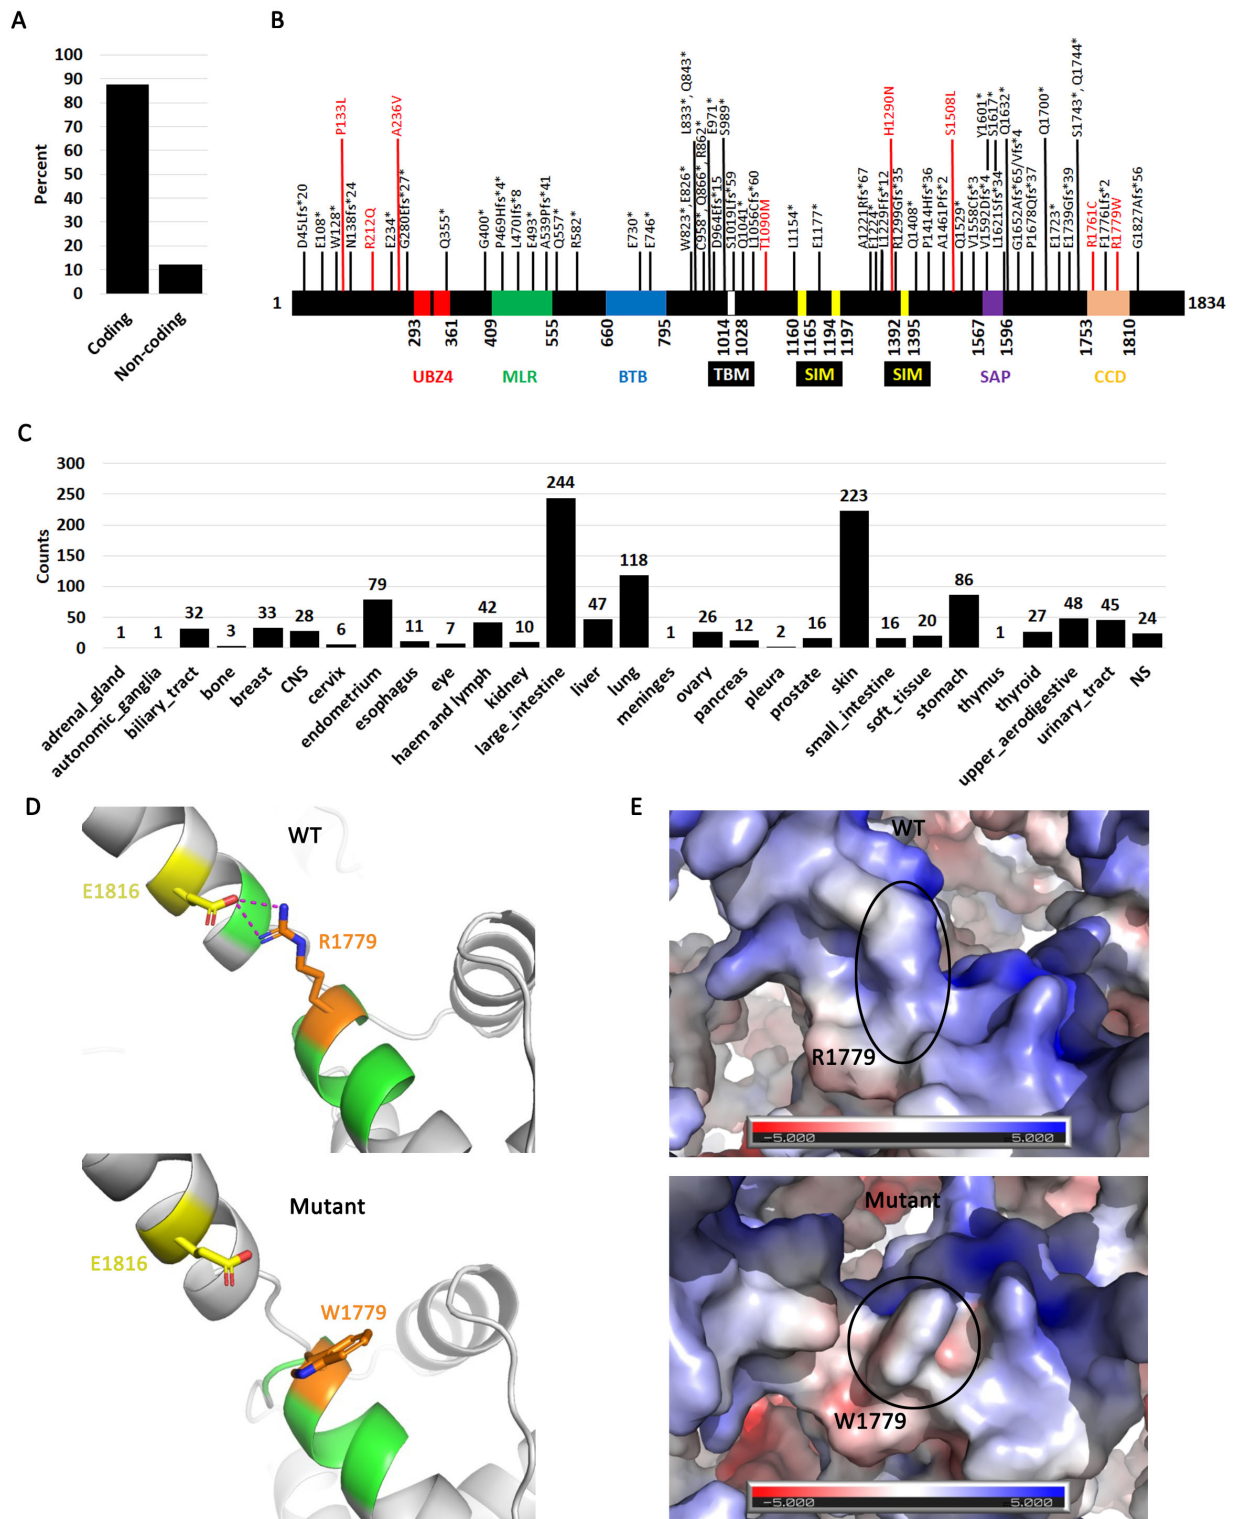 A
Percent
100
90
80
70
60
50
40
30
20
10
0
Coding
Non-coding
B
D45Lfs*20
E108*
W128*
P133L
N138fs*24
R212Q
E234*
A236V
G280Efs*27*
Q355*
G400*
P469Hfs*4*
L470Ifs*8
E493*
A539Pfs*41
Q557*
R582*
E730*
E746*
W823*, E826*
L833*, Q843*
C958*, Q866*, R862*
E971*
D964Efs*15
S989*
S1019Lfs*59
Q1041*
L1056Cfs*60
T1090M
L1154*
E1177*
A1221Rfs*67
E1224*
L1229Ffs*12
H1290N
R1299Gfs*35
Q1408*
P1414Hfs*36
A1461Pfs*2
S1508L
Q1529*
V1558Cfs*3
V1592Dfs*4
Y1601*
S1617*
L1621Sfs*34*
Q1632*
G1652Afs*65/Vfs*4
P1678Qfs*37
Q1700*
E1723*
E1739Gfs*39
S1743*, Q1744*
R1761C
F1776Lfs*2
R1779W
G1827Afs*56
1
1834
293
361
409
555
660
795
1014
1028
1160
1165
1194
1197
1392
1395
1567
1596
1753
1810
UBZ4
MLR
BTB
TBM
SIM
SIM
SAP
CCD
C
Counts
300
250
200
150
100
50
0
1
1
32
3
33
28
6
79
11
7
42
10
244
47
118
1
26
12
2
16
223
16
20
86
1
27
48
45
24
adrenal_gland
autonomic_ganglia
biliary_tract
bone
breast
CNS
cervix
endometrium
esophagus
eye
haem and lymph
kidney
large_intestine
liver
lung
meninges
ovary
pancreas
pleura
prostate
skin
small_intestine
soft_tissue
stomach
thymus
thyroid
upper_aerodigestive
urinary_tract
NS
D
WT
E1816
R1779
Mutant
E1816
W1779
E
WT
R1779
-5.000
5.000
Mutant
W1779
-5.000
5.000